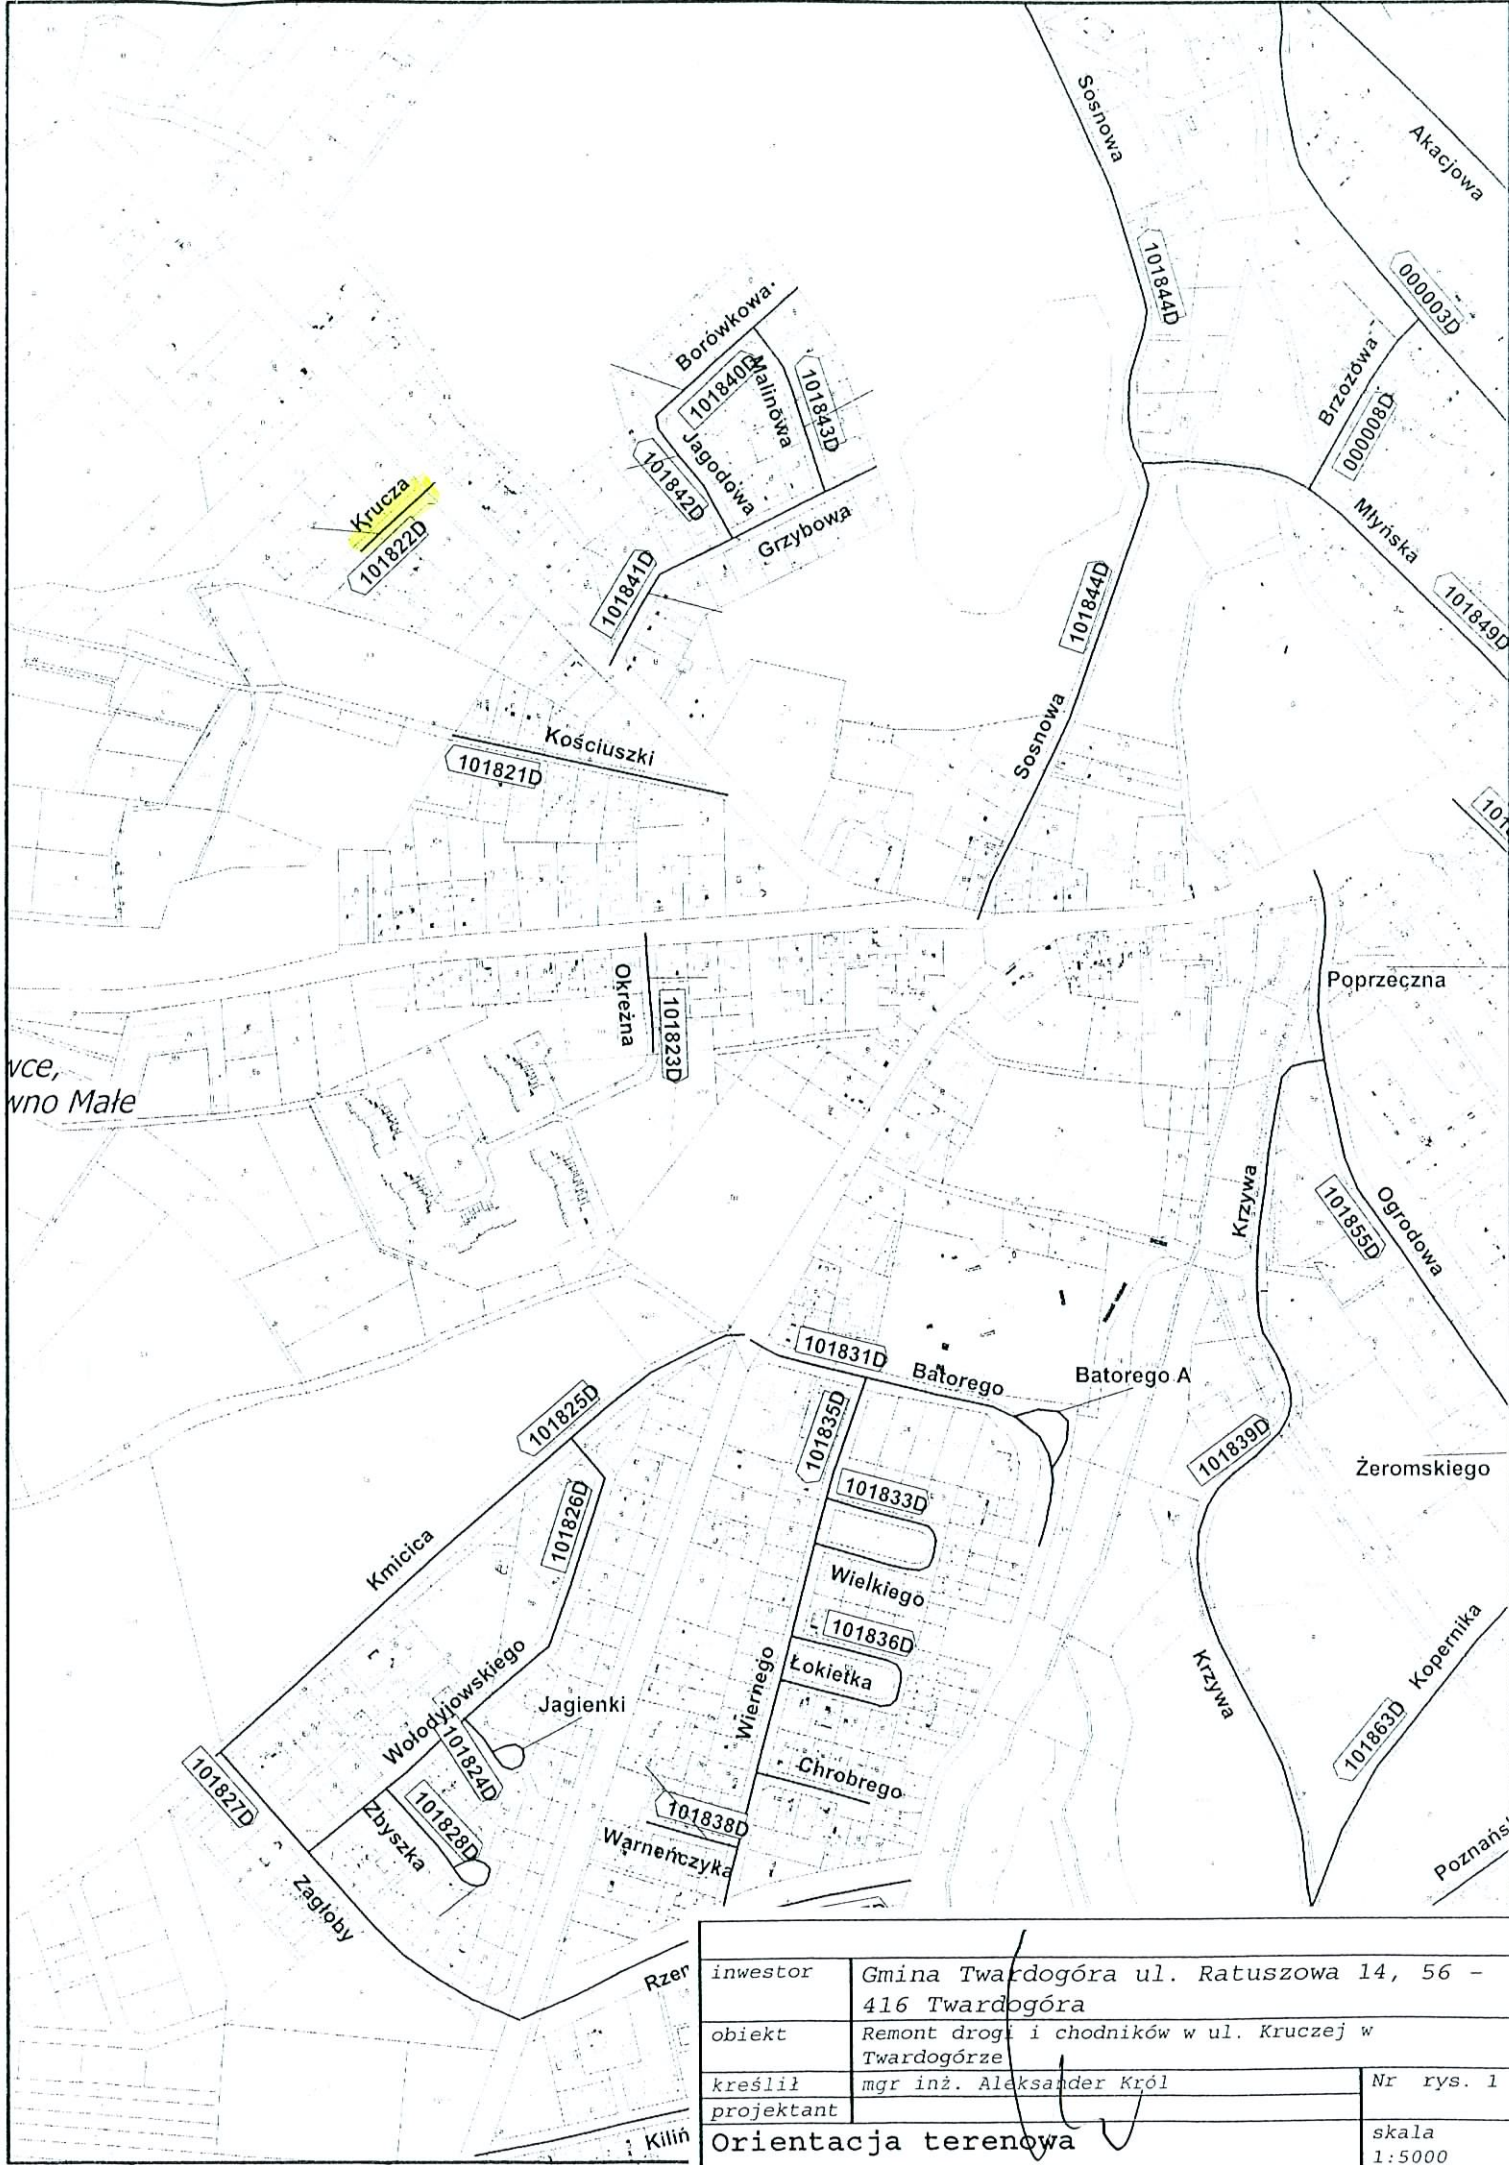 Sosnowa
Akacjowa
101844D
000003D
Borówkowa
101840D
Malinowa
101843D
Brzozowa
000008D
Jagodowa
101842D
Krucza
101822D
Grzybowa
Młyńska
101841D
101844D
101849D
Sosnowa
Kościuszki
101821D
Okreżna
101823D
Poprzeczna
wce,
wno Małe
Krzywa
101855D
Ogrodowa
101831D
Batorego
Batorego A
101825D
101835D
101839D
101833D
Żeromskiego
101826D
Kmicica
Wielkiego
101836D
Łokietka
Kopernika
Wiernego
Krzywa
Wołodyjowskiego
Jagienki
101863D
101824D
101827D
Chrobrego
101828D
Zbyszka
101838D
Warneńczyka
Poznańs
Zagłoby
Rzer
Kiliń
inwestor
Gmina Twardogóra ul. Ratuszowa 14, 56 -
416 Twardogóra
obiekt
Remont drogi i chodników w ul. Kruczej w
Twardogórze
kreślił
mgr inż. Aleksander Król
Nr rys. 1
projektant
Orientacja terenowa
skala
1:5000